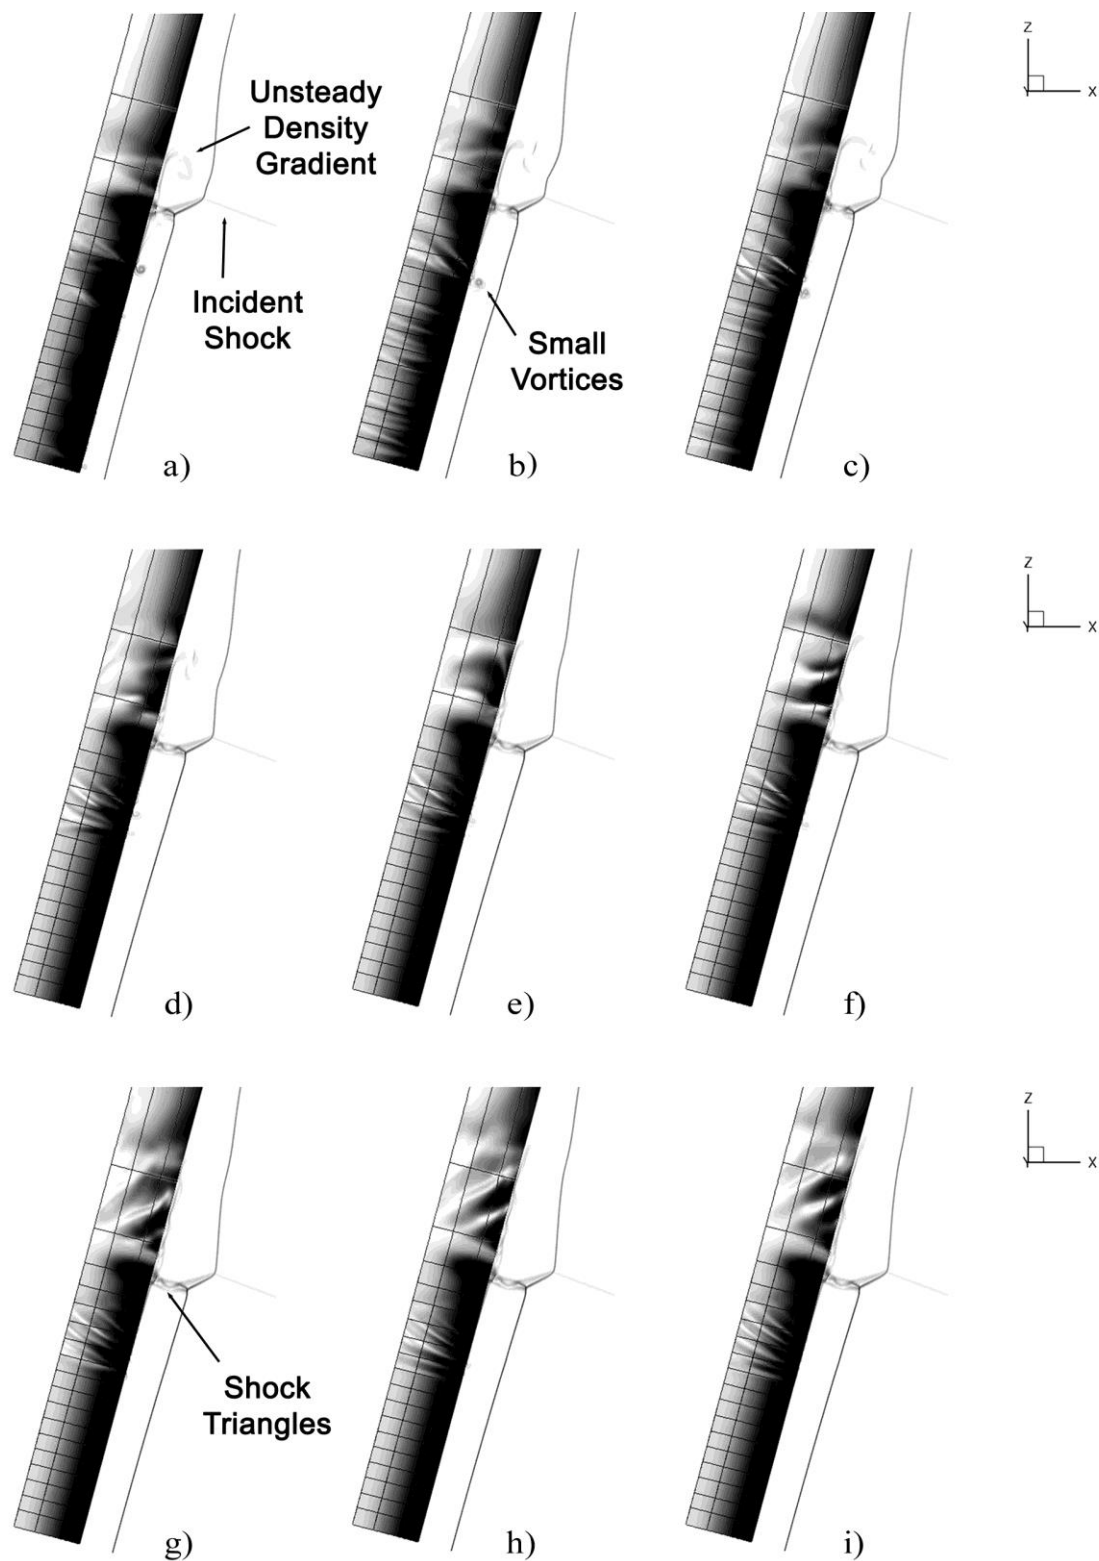 Z
Unsteady
Density
Gradient
Y X
Incident
Shock
Small
Vortices
a)
b)
c)
Z
Y X
d)
e)
f)
Z
Y X
Shock
Triangles
g)
h)
i)